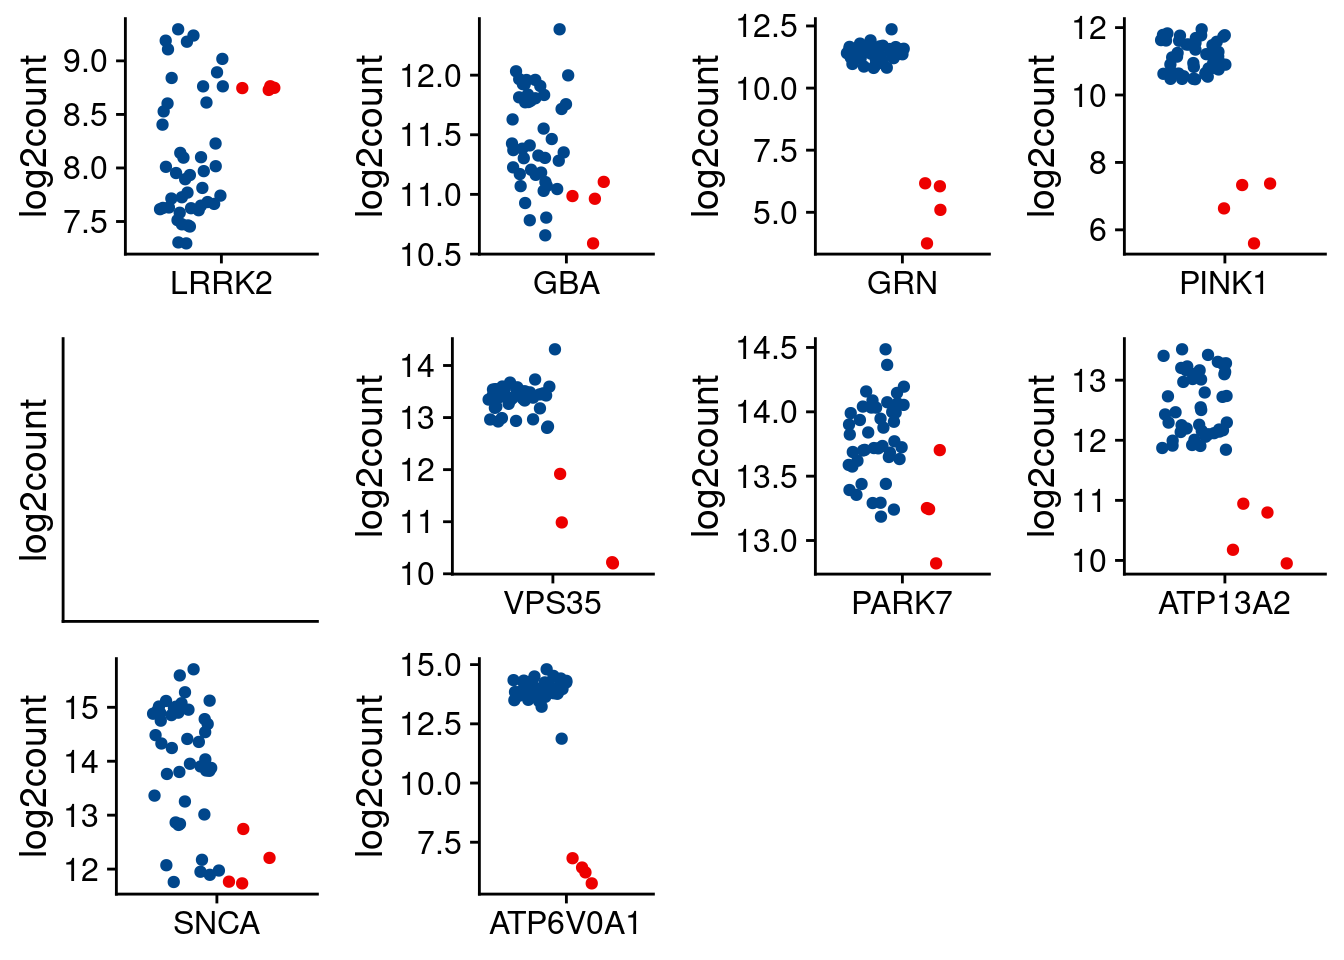 log2count
9.0
8.5
8.0
7.5
LRRK2
log2count
12.0
11.5
11.0
10.5
GBA
log2count
12.5
10.0
7.5
5.0
GRN
log2count
12
10
8
6
PINK1
log2count
log2count
14
13
12
11
10
VPS35
log2count
14.5
14.0
13.5
13.0
PARK7
log2count
13
12
11
10
ATP13A2
log2count
15
14
13
12
SNCA
log2count
15.0
12.5
10.0
7.5
ATP6V0A1